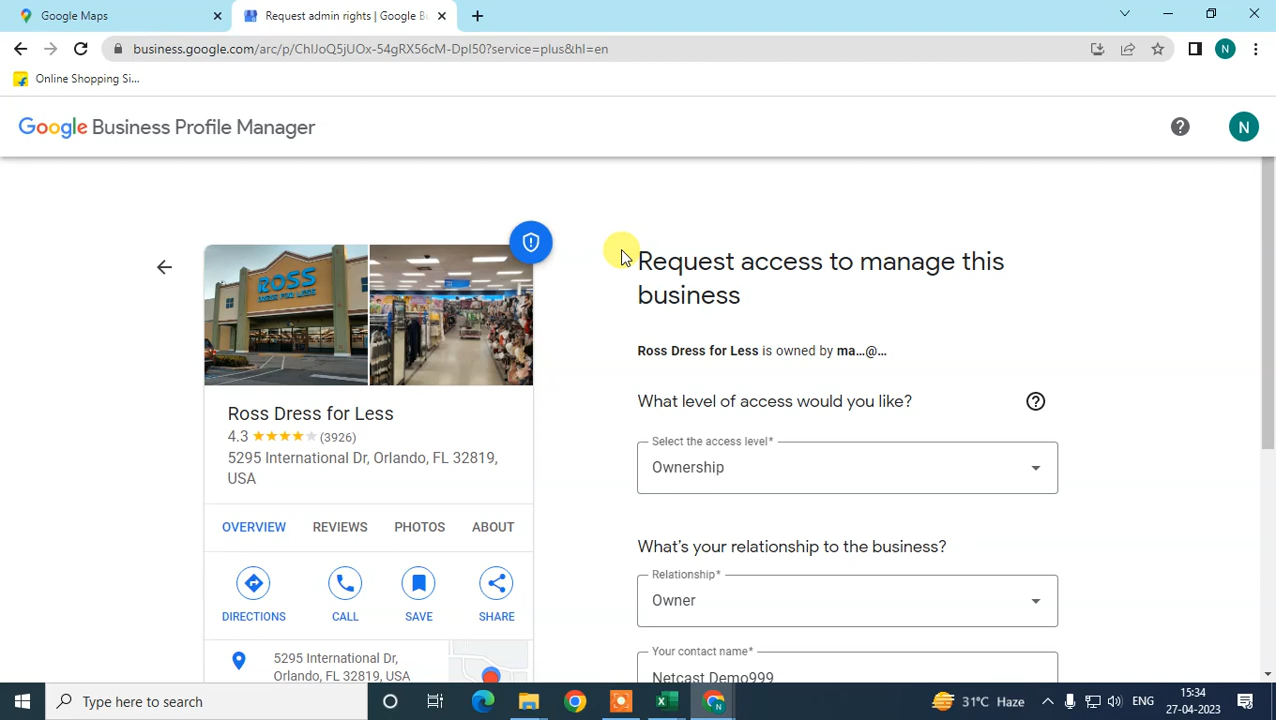 Google Maps
Request admin rights | Google B
business.google.com/arc/p/ChIJoQ5jUOx-54gRX56cM-DpI50?service=plus&hl=en
N
Online Shopping Si...
Google Business Profile Manager
N
ROSS
DRESS FOR LESS
Request access to manage this
business
Ross Dress for Less is owned by ma...@...
Ross Dress for Less
4.3 (3926)
5295 International Dr, Orlando, FL 32819,
USA
What level of access would you like?
Select the access level*
Ownership
OVERVIEW REVIEWS PHOTOS ABOUT
What's your relationship to the business?
Relationship*
Owner
DIRECTIONS CALL SAVE SHARE
Your contact name*
Netcast Demo999
5295 International Dr,
Orlando, FL 32819, USA
Type here to search
31°C Haze
ENG
15:34
27-04-2023